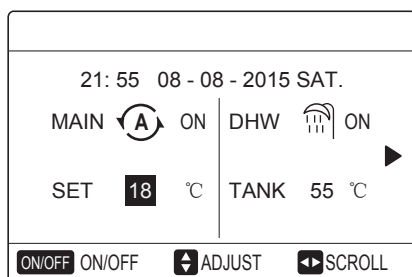 21: 55 08 - 08 - 2015 SAT.
MAIN A ON DHW ON
SET 18 ℃ TANK 55 ℃
ON/OFF ON/OFF ADJUST SCROLL